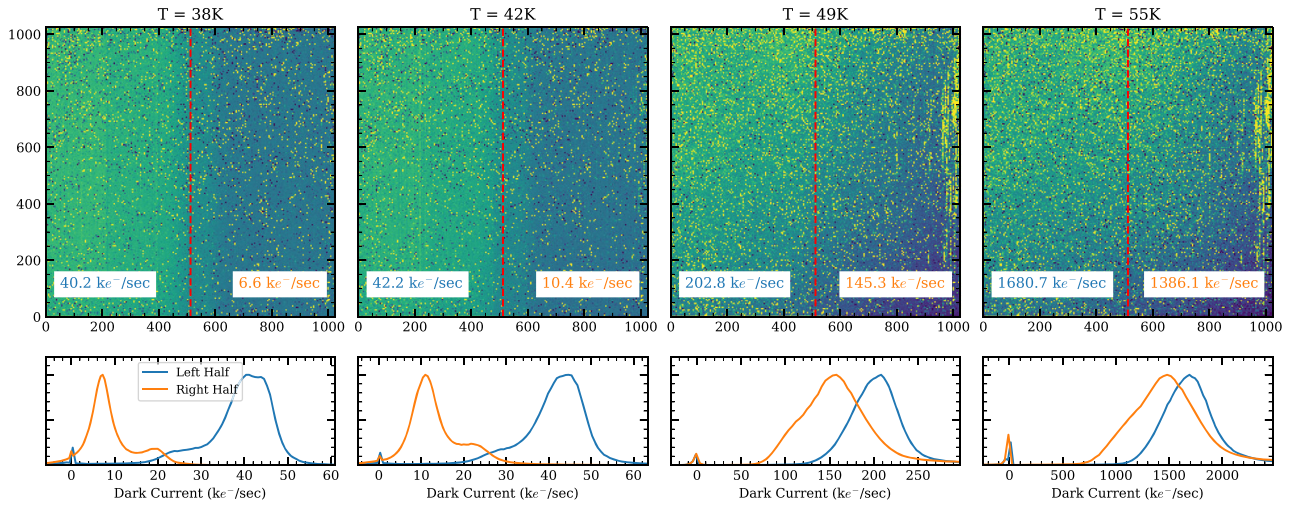 T = 38K
T = 42K
T = 49K
T = 55K
1000
800
600
400
200
0
40.2 ke⁻/sec
6.6 ke⁻/sec
42.2 ke⁻/sec
10.4 ke⁻/sec
202.8 ke⁻/sec
145.3 ke⁻/sec
1680.7 ke⁻/sec
1386.1 ke⁻/sec
0 200 400 600 800 1000
0 200 400 600 800 1000
0 200 400 600 800 1000
0 200 400 600 800 1000
Left Half
Right Half
0 10 20 30 40 50 60
0 10 20 30 40 50 60
0 50 100 150 200 250
0 500 1000 1500 2000
Dark Current (ke⁻/sec)
Dark Current (ke⁻/sec)
Dark Current (ke⁻/sec)
Dark Current (ke⁻/sec)